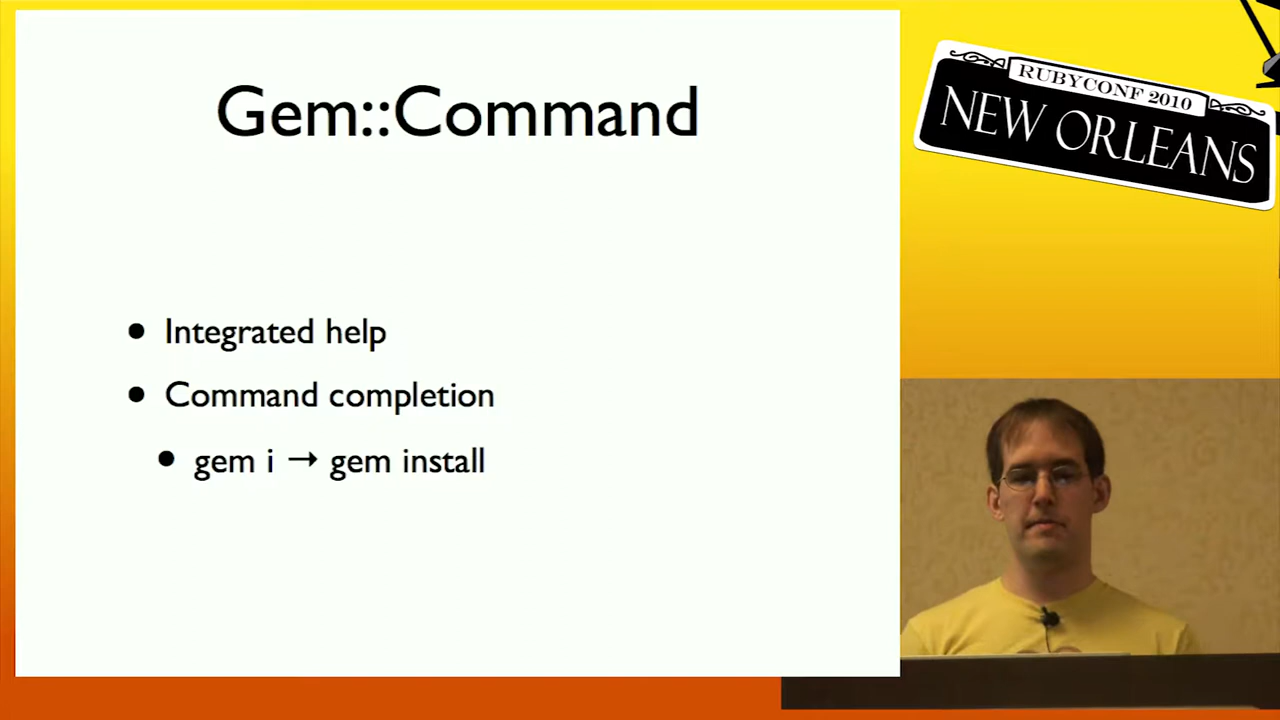 Gem::Command
• Integrated help
• Command completion
• gem i → gem install
RUBYCONF 2010
NEW ORLEANS